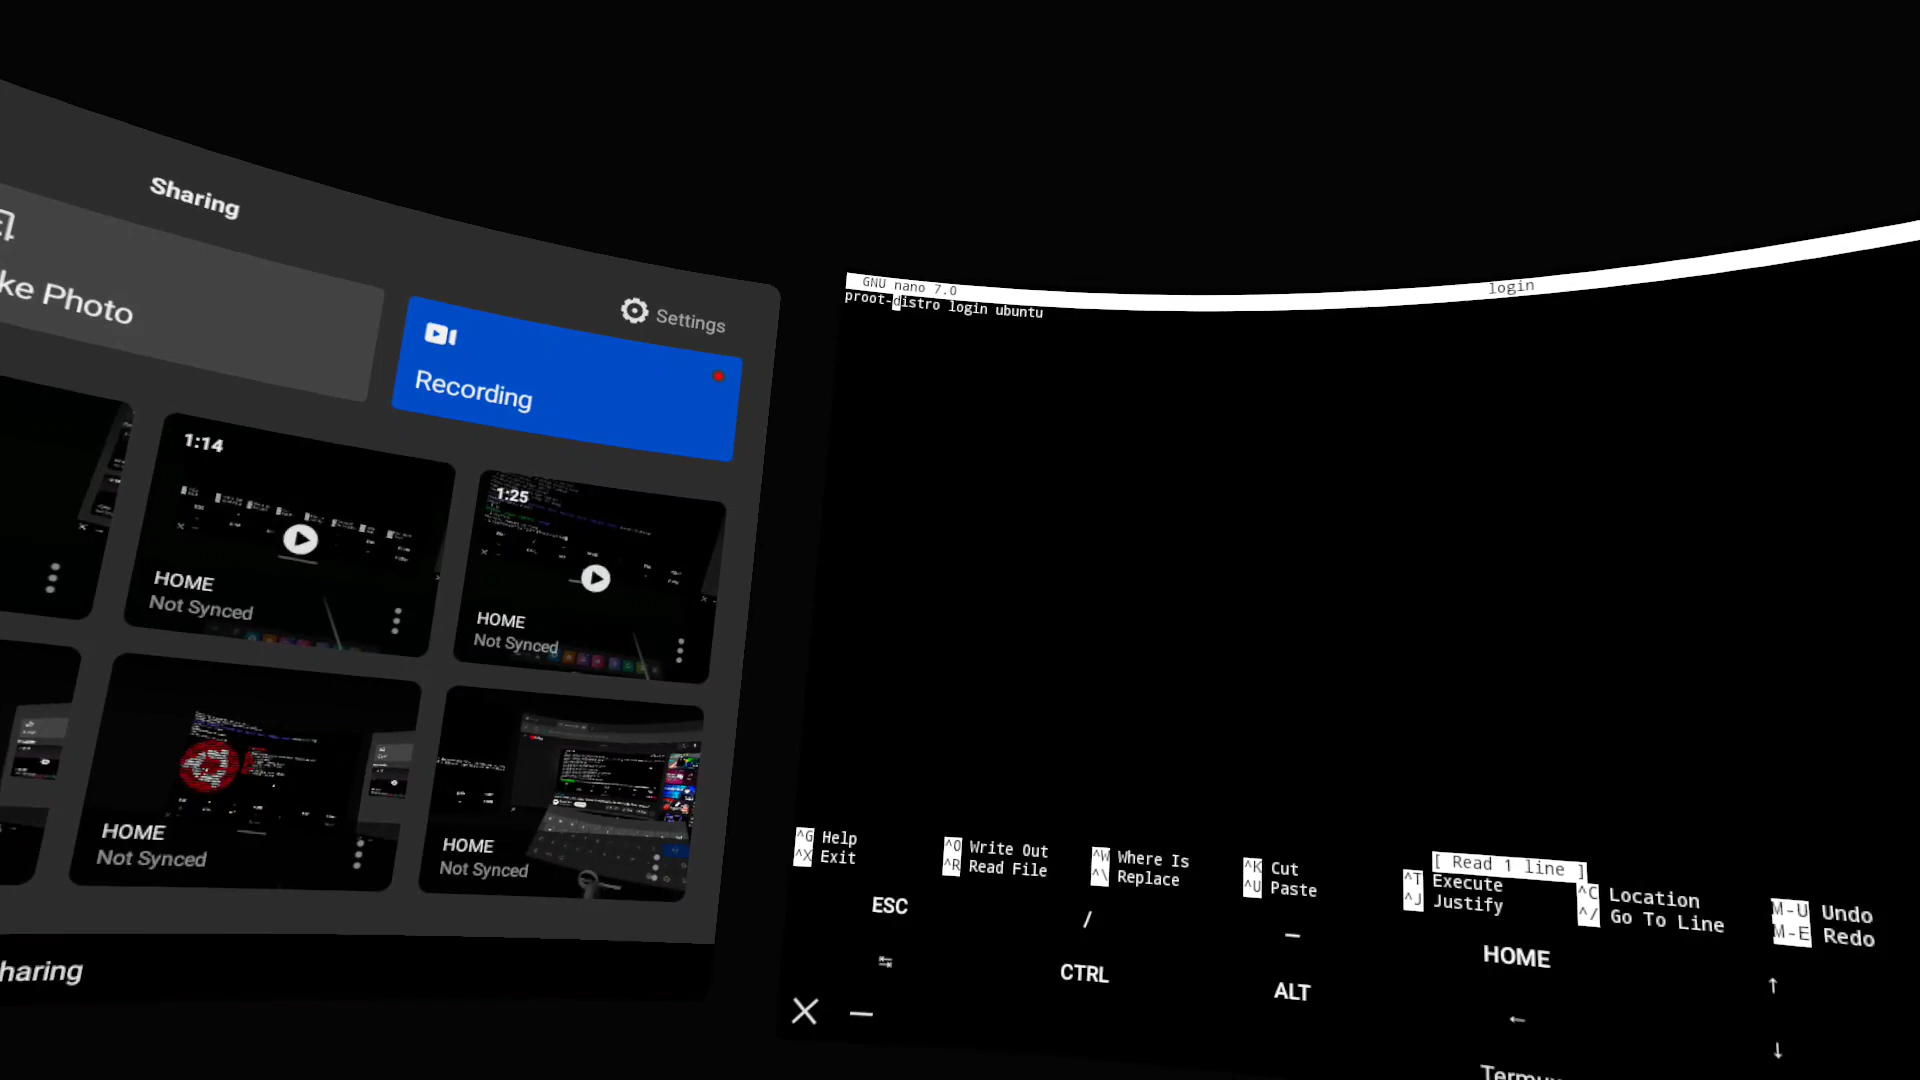 Sharing
ke Photo
Settings
Recording
1:14
HOME
Not Synced
1:25
HOME
Not Synced
HOME
Not Synced
HOME
Not Synced
haring
GNU nano 7.0 login
proot-distro login ubuntu
[ Read 1 line ]
^G Help ^O Write Out ^W Where Is ^K Cut ^T Execute ^C Location M-U Undo
^X Exit ^R Read File ^\ Replace ^U Paste ^J Justify ^/ Go To Line M-E Redo
ESC / — HOME ↑
⇆ CTRL ALT ← ↓
Termux